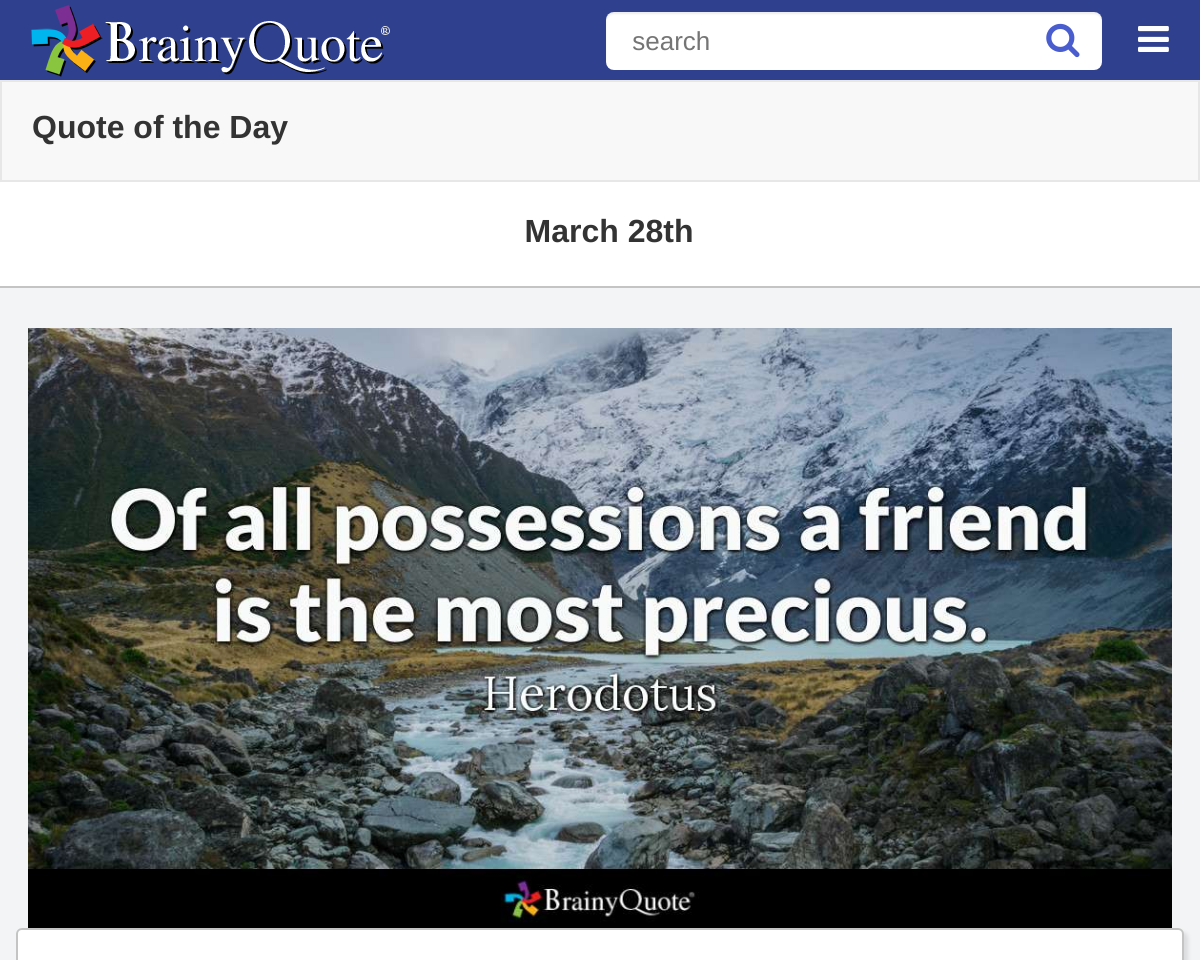 BrainyQuote®
search
Quote of the Day
March 28th
Of all possessions a friend
is the most precious.
Herodotus
BrainyQuote®